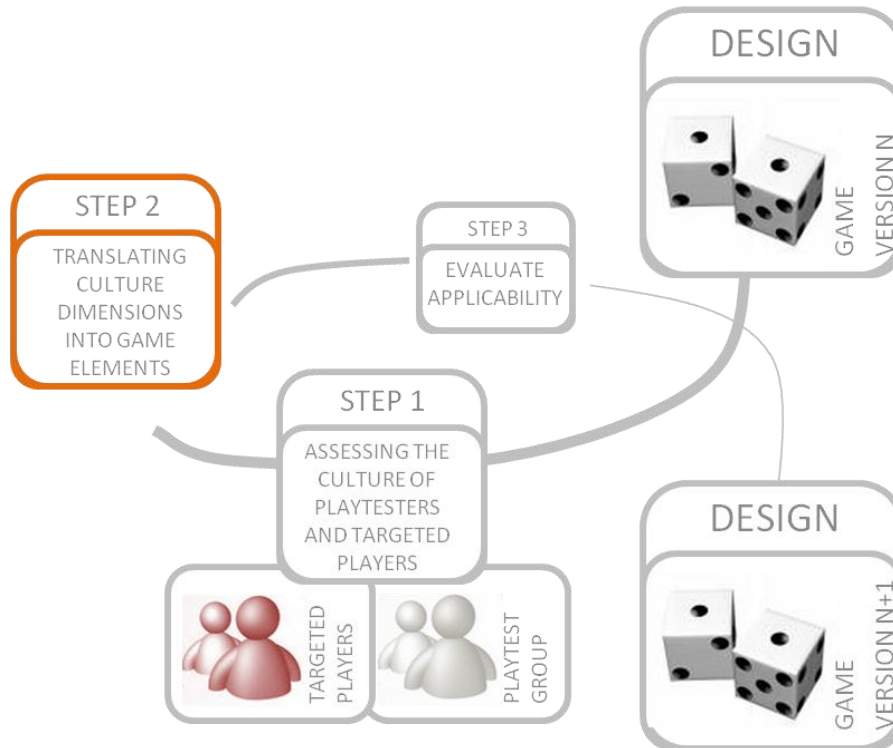 DESIGN
GAME
VERSION N
STEP 2
TRANSLATING
CULTURE
DIMENSIONS
INTO GAME
ELEMENTS
STEP 3
EVALUATE
APPLICABILITY
STEP 1
ASSESSING THE
CULTURE OF
PLAYTESTERS
AND TARGETED
PLAYERS
TARGETED
PLAYERS
PLAYTEST
GROUP
DESIGN
GAME
VERSION N+1